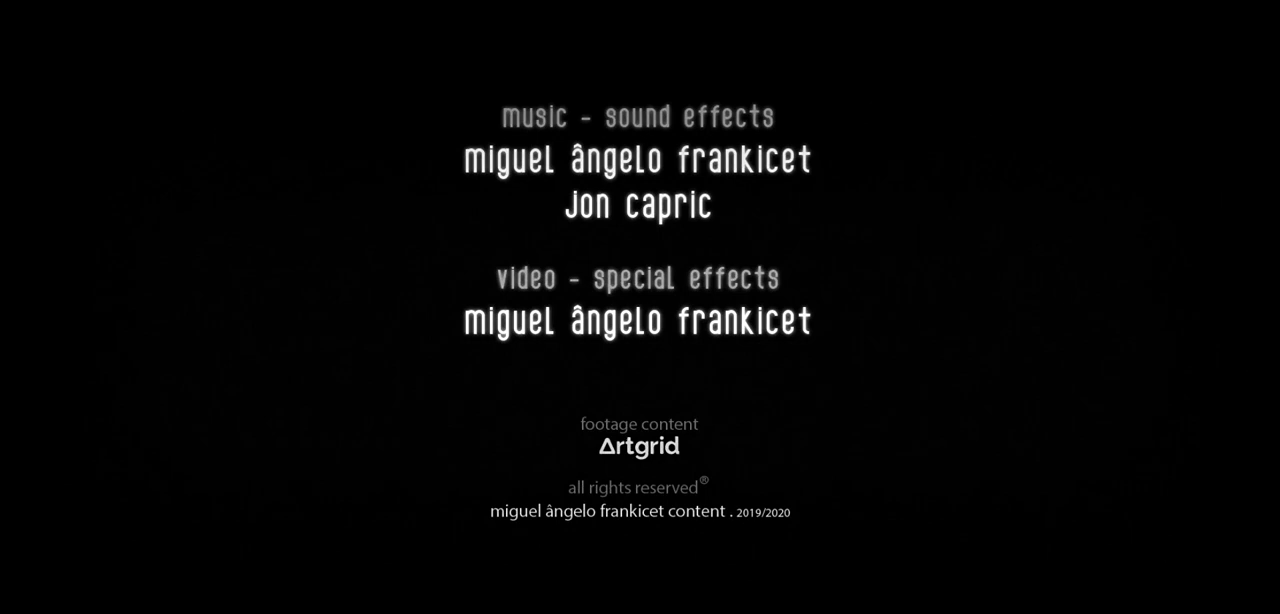 music - sound effects
miguel ângelo frankicet
jon capric
video - special effects
miguel ângelo frankicet
footage content
Artgrid
all rights reserved®
miguel ângelo frankicet content . 2019/2020